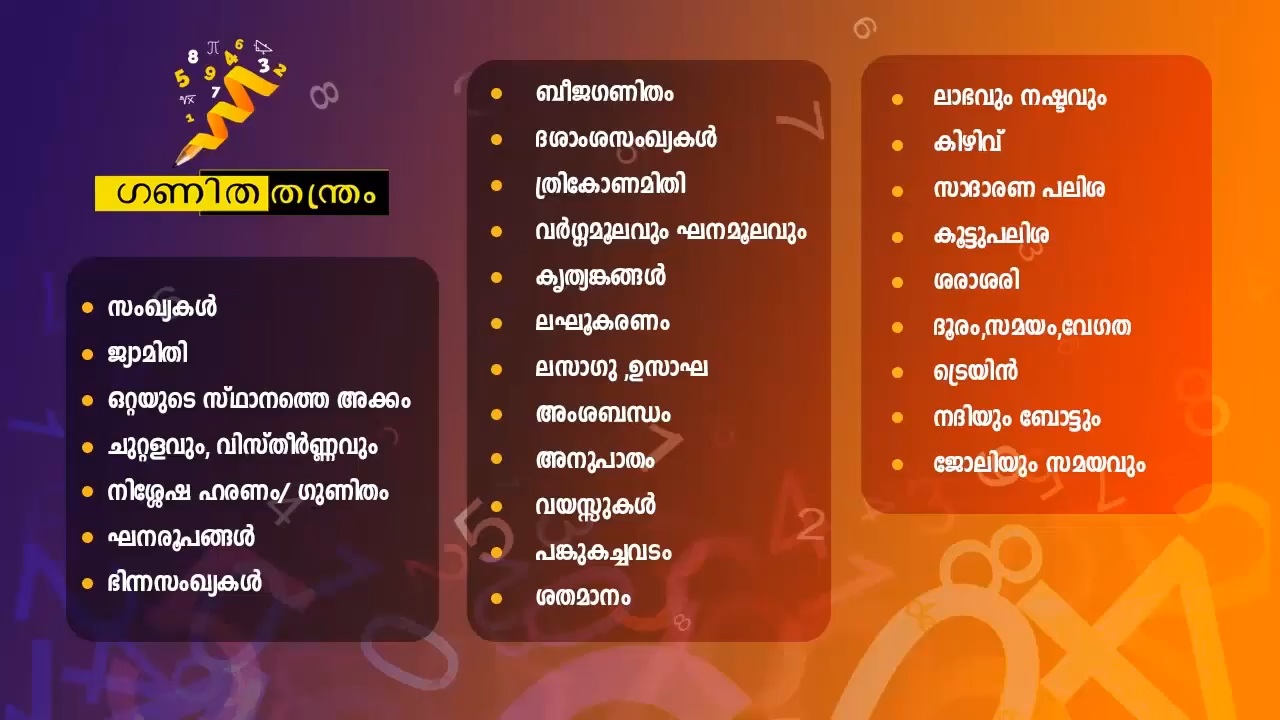 ഗണിതതന്ത്രം
സംഖ്യകൾ
ജ്യാമിതി
ഒറ്റയുടെ സ്ഥാനത്തെ അക്കം
ചുറ്റളവും, വിസ്തീർണ്ണവും
നിശ്ശേഷ ഹരണം/ ഗുണിതം
ഘനരൂപങ്ങൾ
ഭിന്നസംഖ്യകൾ
ബീജഗണിതം
ദശാംശസംഖ്യകൾ
ത്രികോണമിതി
വർഗ്ഗമൂലവും ഘനമൂലവും
കൃത്യങ്കങ്ങൾ
ലഘൂകരണം
ലസാഗു ,ഉസാഘ
അംശബന്ധം
അനുപാതം
വയസ്സുകൾ
പങ്കുകച്ചവടം
ശതമാനം
ലാഭവും നഷ്ടവും
കിഴിവ്
സാദാരണ പലിശ
കൂട്ടുപലിശ
ശരാശരി
ദൂരം,സമയം,വേഗത
ട്രെയിൻ
നദിയും ബോട്ടും
ജോലിയും സമയവും